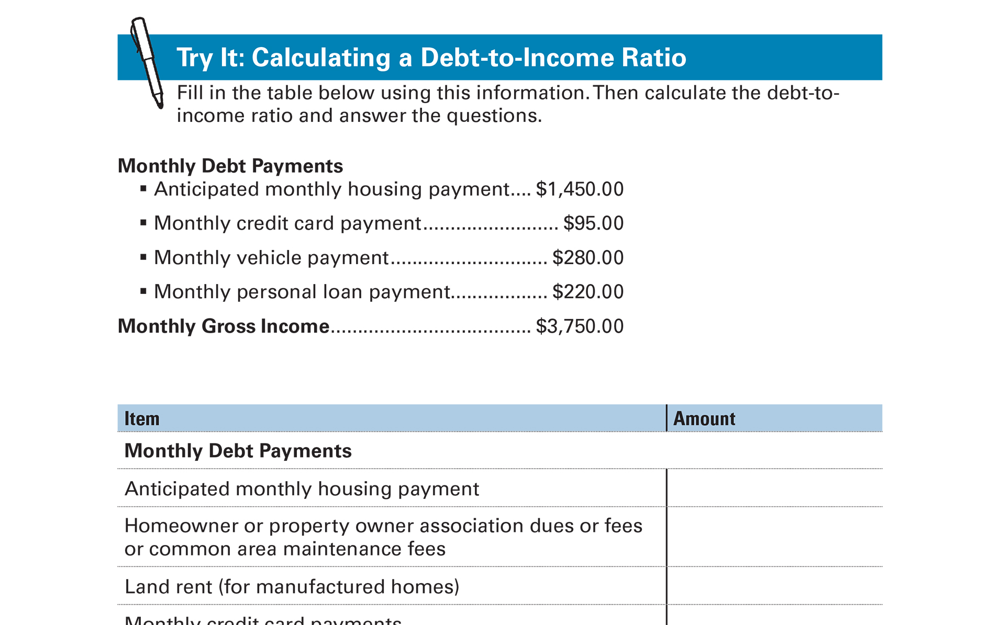 Try It: Calculating a Debt-to-Income Ratio
Fill in the table below using this information. Then calculate the debt-to-
income ratio and answer the questions.
Monthly Debt Payments
▪ Anticipated monthly housing payment.... $1,450.00
▪ Monthly credit card payment......................... $95.00
▪ Monthly vehicle payment............................. $280.00
▪ Monthly personal loan payment.................. $220.00
Monthly Gross Income..................................... $3,750.00
Item Amount
Monthly Debt Payments
Anticipated monthly housing payment
Homeowner or property owner association dues or fees
or common area maintenance fees
Land rent (for manufactured homes)
Monthly credit card payments